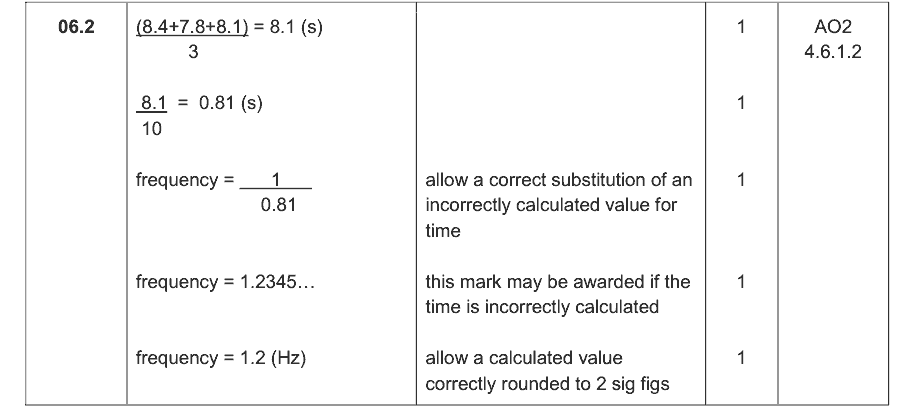 06.2
(8.4+7.8+8.1) = 8.1 (s)
3
1
AO2
4.6.1.2
8.1 = 0.81 (s)
10
1
frequency = 1
0.81
allow a correct substitution of an
incorrectly calculated value for
time
1
frequency = 1.2345…
this mark may be awarded if the
time is incorrectly calculated
1
frequency = 1.2 (Hz)
allow a calculated value
correctly rounded to 2 sig figs
1